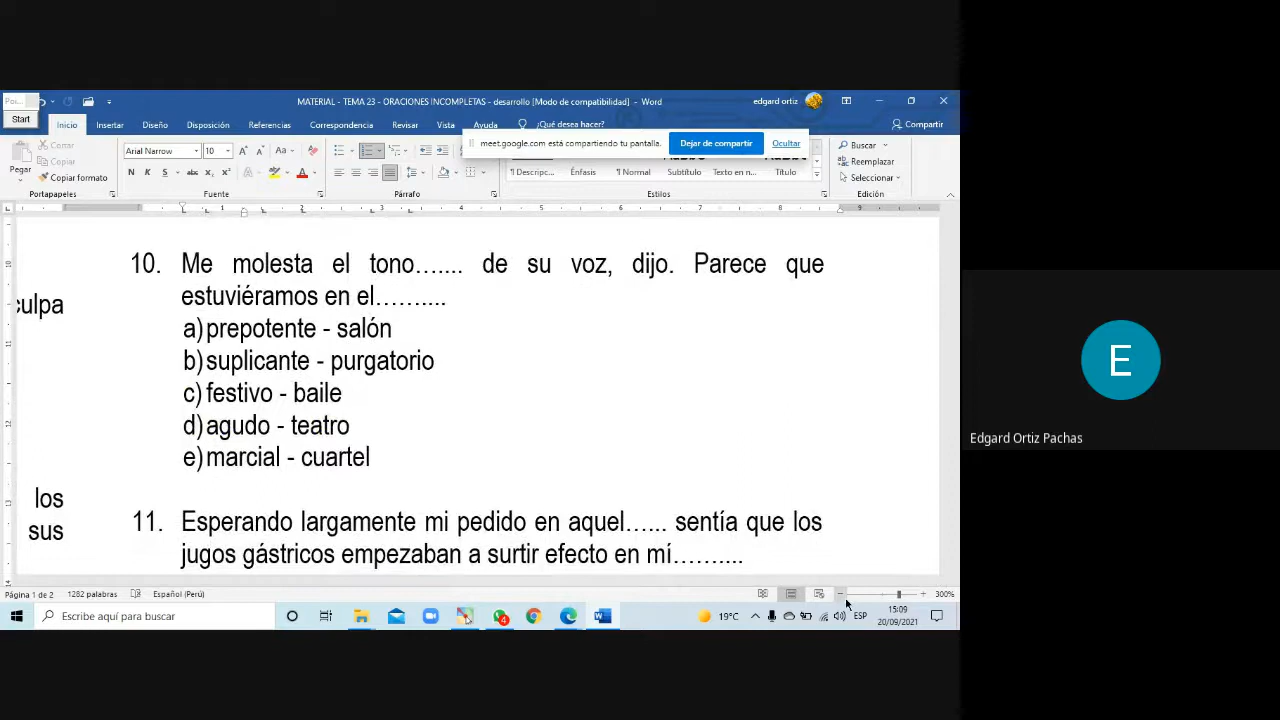 MATERIAL - TEMA 23 - ORACIONES INCOMPLETAS - desarrollo [Modo de compatibilidad] - Word
edgard ortiz
Start
Inicio Insertar Diseño Disposición Referencias Correspondencia Revisar Vista Ayuda ¿Qué desea hacer? Compartir
meet.google.com está compartiendo tu pantalla. Dejar de compartir Ocultar
Pegar
Cortar
Copiar
Copiar formato
Portapapeles
Arial Narrow 10
Fuente
Párrafo
¶ Descripc... Énfasis ¶ Normal Subtítulo Texto en n... Título
Estilos
Buscar
Reemplazar
Seleccionar
Edición
10. Me molesta el tono….... de su voz, dijo. Parece que
estuviéramos en el…….....
a) prepotente - salón
b) suplicante - purgatorio
c) festivo - baile
d) agudo - teatro
e) marcial - cuartel
11. Esperando largamente mi pedido en aquel…... sentía que los
jugos gástricos empezaban a surtir efecto en mí…….....
culpa
los
sus
Página 1 de 2 1282 palabras Español (Perú) 300%
Escribe aquí para buscar
4
19°C
ESP
15:09
20/09/2021
E
Edgard Ortiz Pachas